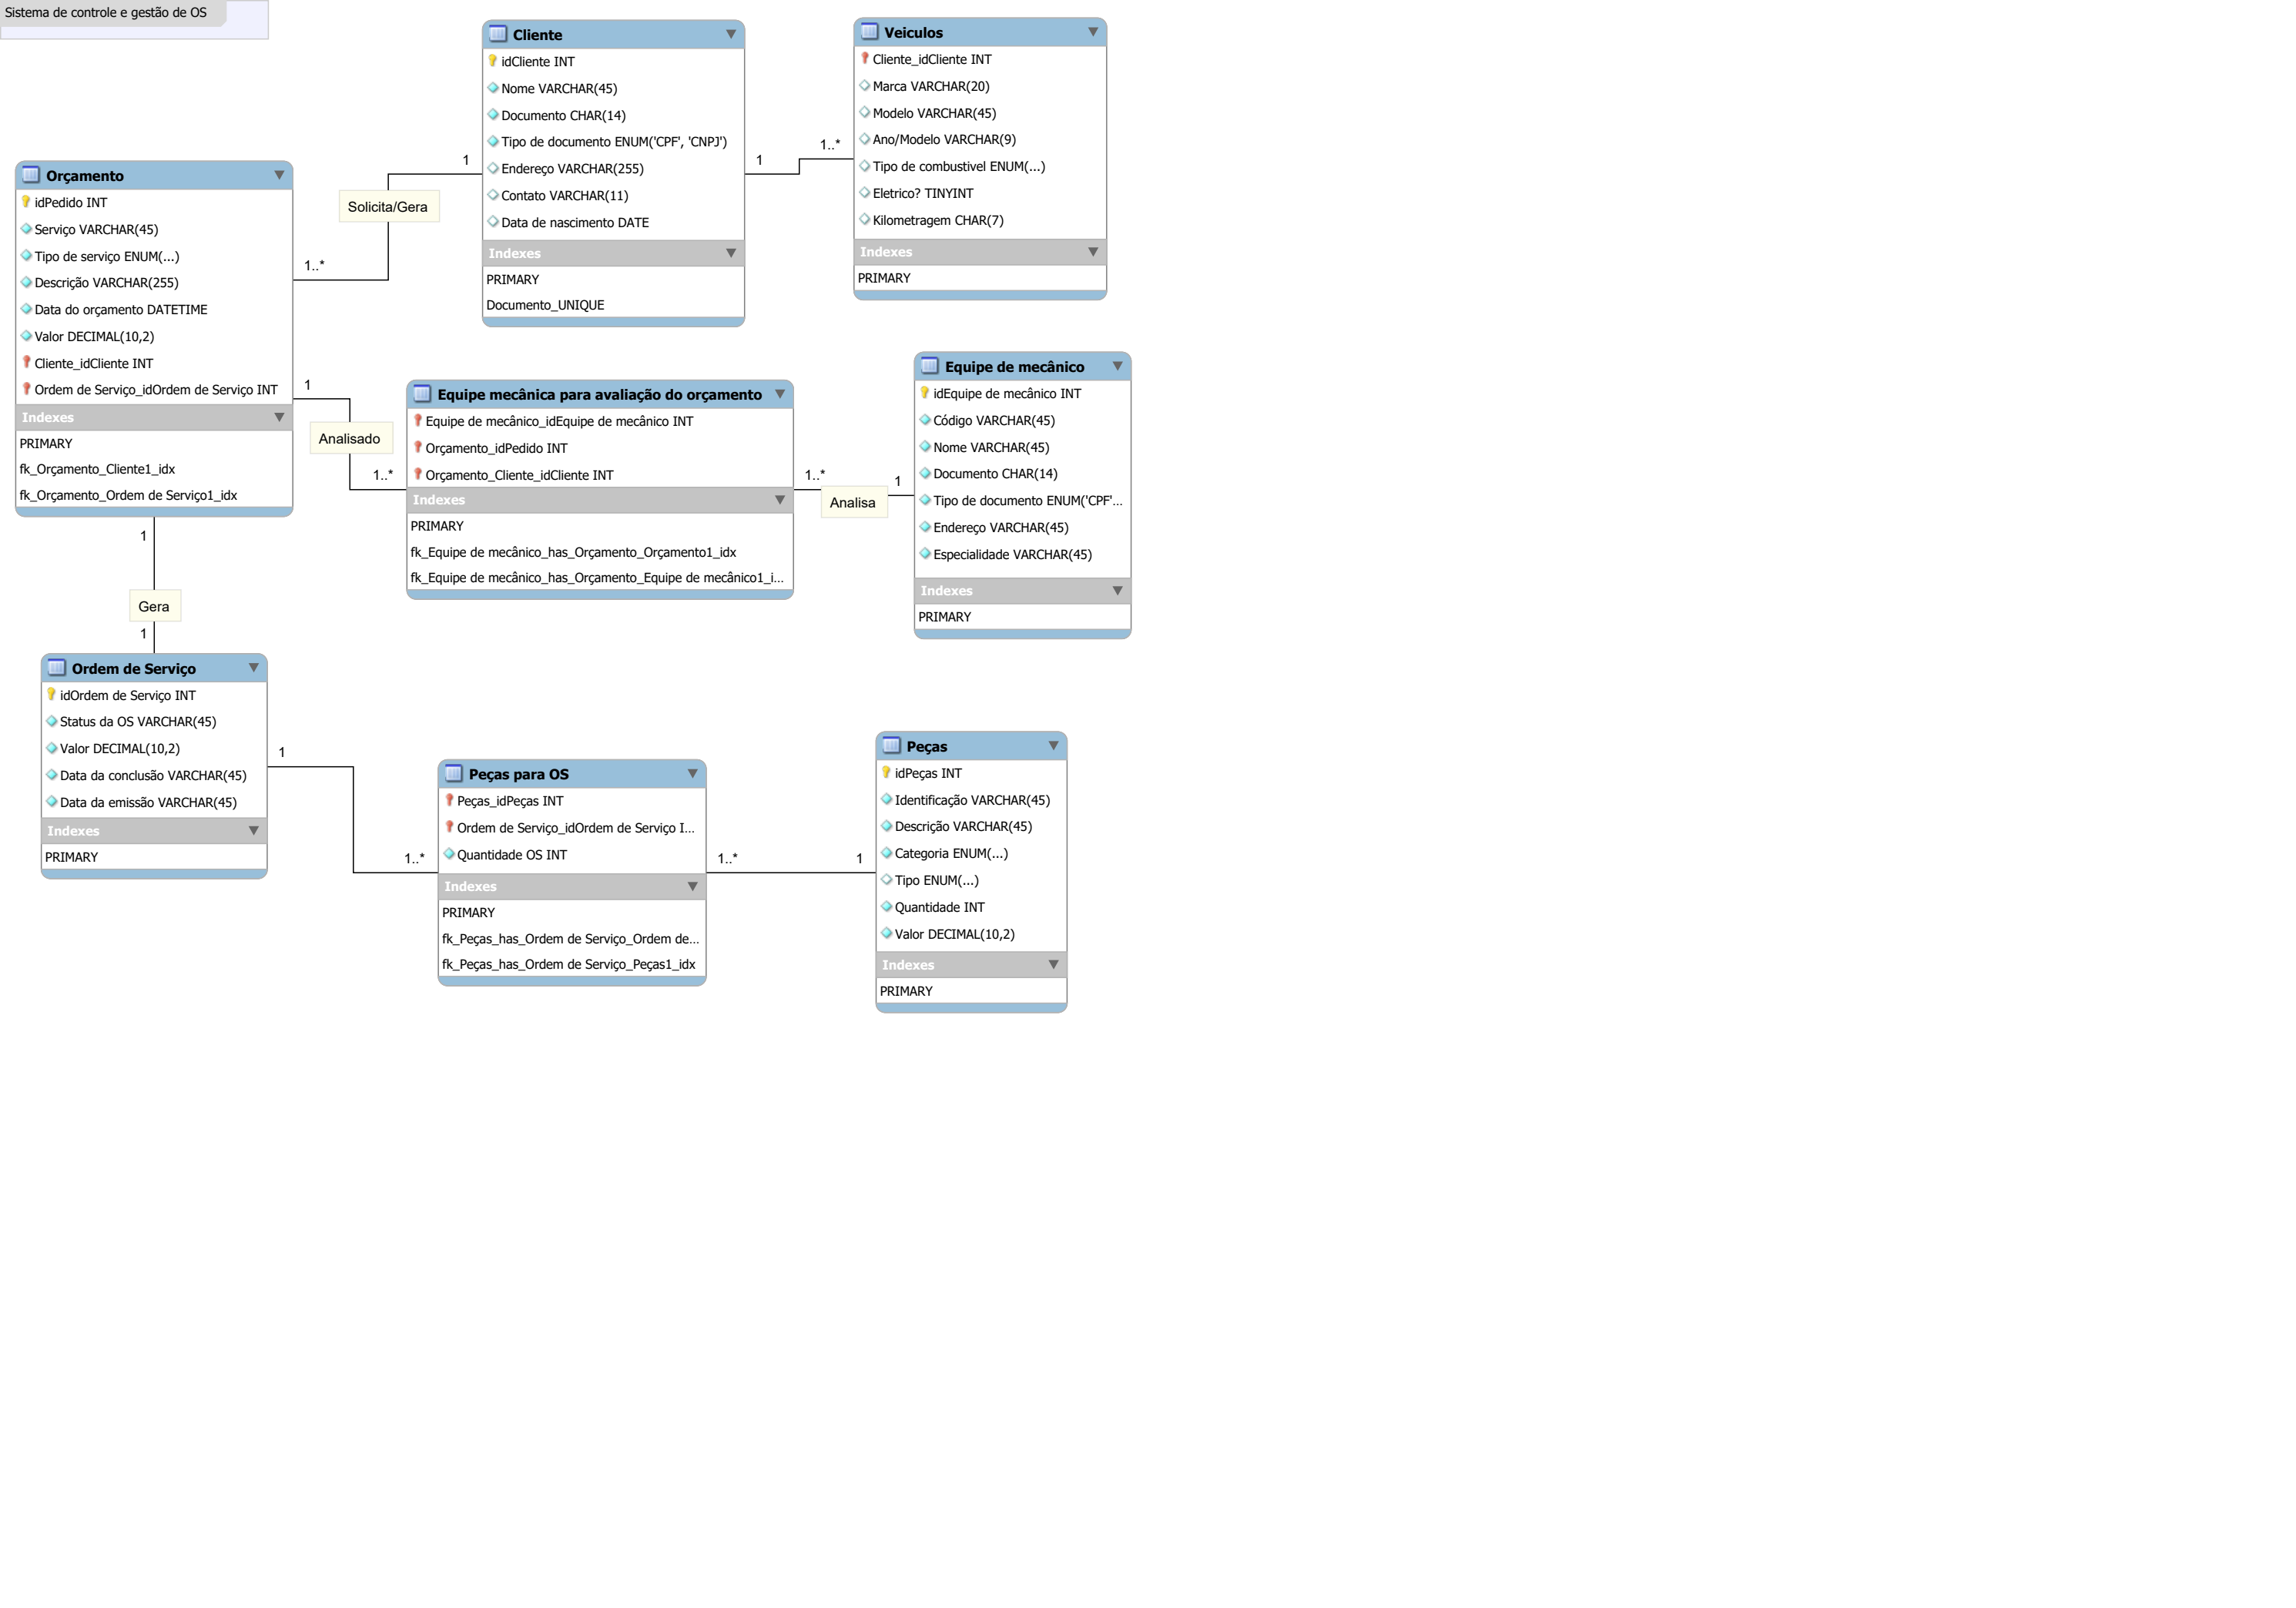 Sistema de controle e gestão de OS
Cliente
idCliente INT
Nome VARCHAR(45)
Documento CHAR(14)
Tipo de documento ENUM('CPF', 'CNPJ')
Endereço VARCHAR(255)
Contato VARCHAR(11)
Data de nascimento DATE
Indexes
PRIMARY
Documento_UNIQUE
1
1..*
Veiculos
Cliente_idCliente INT
Marca VARCHAR(20)
Modelo VARCHAR(45)
Ano/Modelo VARCHAR(9)
Tipo de combustivel ENUM(...)
Eletrico? TINYINT
Kilometragem CHAR(7)
Indexes
PRIMARY
1
Solicita/Gera
1..*
Orçamento
idPedido INT
Serviço VARCHAR(45)
Tipo de serviço ENUM(...)
Descrição VARCHAR(255)
Data do orçamento DATETIME
Valor DECIMAL(10,2)
Cliente_idCliente INT
Ordem de Serviço_idOrdem de Serviço INT
Indexes
PRIMARY
fk_Orçamento_Cliente1_idx
fk_Orçamento_Ordem de Serviço1_idx
1
Analisado
1..*
Equipe mecânica para avaliação do orçamento
Equipe de mecânico_idEquipe de mecânico INT
Orçamento_idPedido INT
Orçamento_Cliente_idCliente INT
Indexes
PRIMARY
fk_Equipe de mecânico_has_Orçamento_Orçamento1_idx
fk_Equipe de mecânico_has_Orçamento_Equipe de mecânico1_i...
1..*
Analisa
1
Equipe de mecânico
idEquipe de mecânico INT
Código VARCHAR(45)
Nome VARCHAR(45)
Documento CHAR(14)
Tipo de documento ENUM('CPF'...
Endereço VARCHAR(45)
Especialidade VARCHAR(45)
Indexes
PRIMARY
1
Gera
1
Ordem de Serviço
idOrdem de Serviço INT
Status da OS VARCHAR(45)
Valor DECIMAL(10,2)
Data da conclusão VARCHAR(45)
Data da emissão VARCHAR(45)
Indexes
PRIMARY
1
1..*
Peças para OS
Peças_idPeças INT
Ordem de Serviço_idOrdem de Serviço I...
Quantidade OS INT
Indexes
PRIMARY
fk_Peças_has_Ordem de Serviço_Ordem de...
fk_Peças_has_Ordem de Serviço_Peças1_idx
1..*
1
Peças
idPeças INT
Identificação VARCHAR(45)
Descrição VARCHAR(45)
Categoria ENUM(...)
Tipo ENUM(...)
Quantidade INT
Valor DECIMAL(10,2)
Indexes
PRIMARY